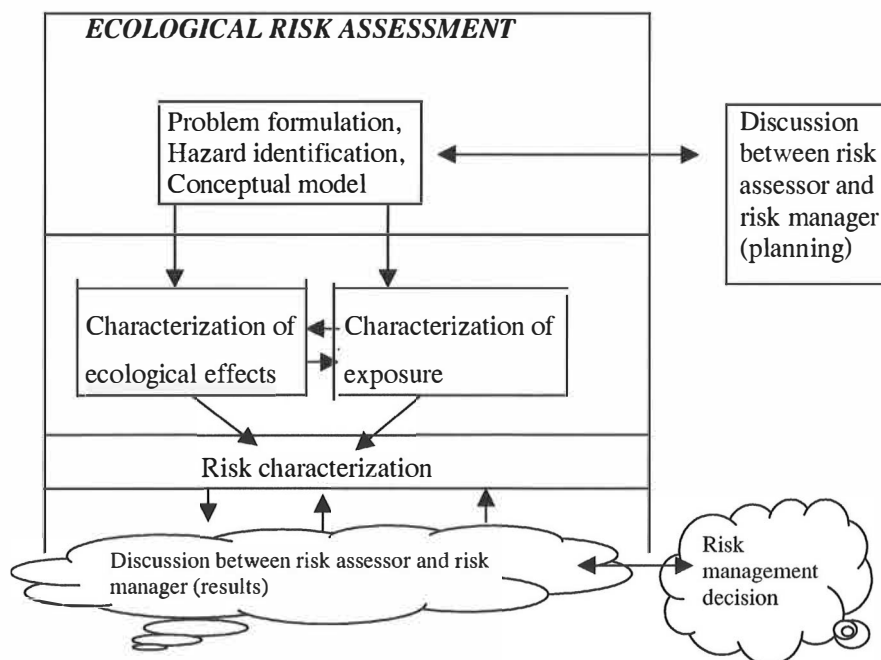 ECOLOGICAL RISK ASSESSMENT
Problem formulation,
Hazard identification,
Conceptual model
Discussion
between risk
assessor and
risk manager
(planning)
Characterization of
ecological effects
Characterization of
exposure
Risk characterization
Discussion between risk assessor and risk
manager (results)
Risk
management
decision